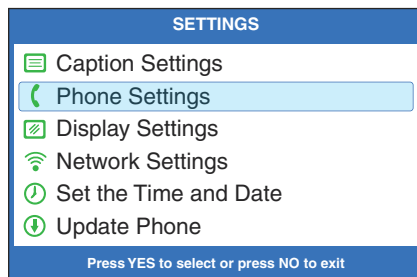 SETTINGS
Caption Settings
Phone Settings
Display Settings
Network Settings
Set the Time and Date
Update Phone
Press YES to select or press NO to exit